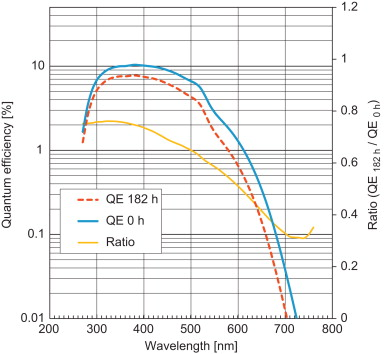 1.2
10
1
0.8
1
0.6
0.4
0.1
0.2
0.01
0
Quantum efficiency [%]
Ratio (QE 182 h / QE 0 h)
QE 182 h
QE 0 h
Ratio
200 300 400 500 600 700 800
Wavelength [nm]